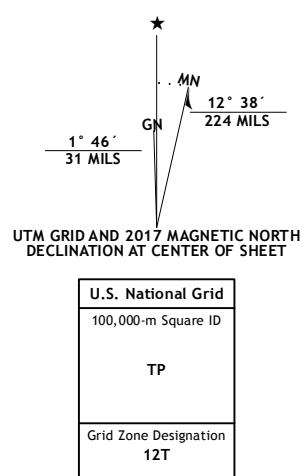 MN
GN
12° 38´
224 MILS
1° 46´
31 MILS
UTM GRID AND 2017 MAGNETIC NORTH
DECLINATION AT CENTER OF SHEET
U.S. National Grid
100,000-m Square ID
TP
Grid Zone Designation
12T